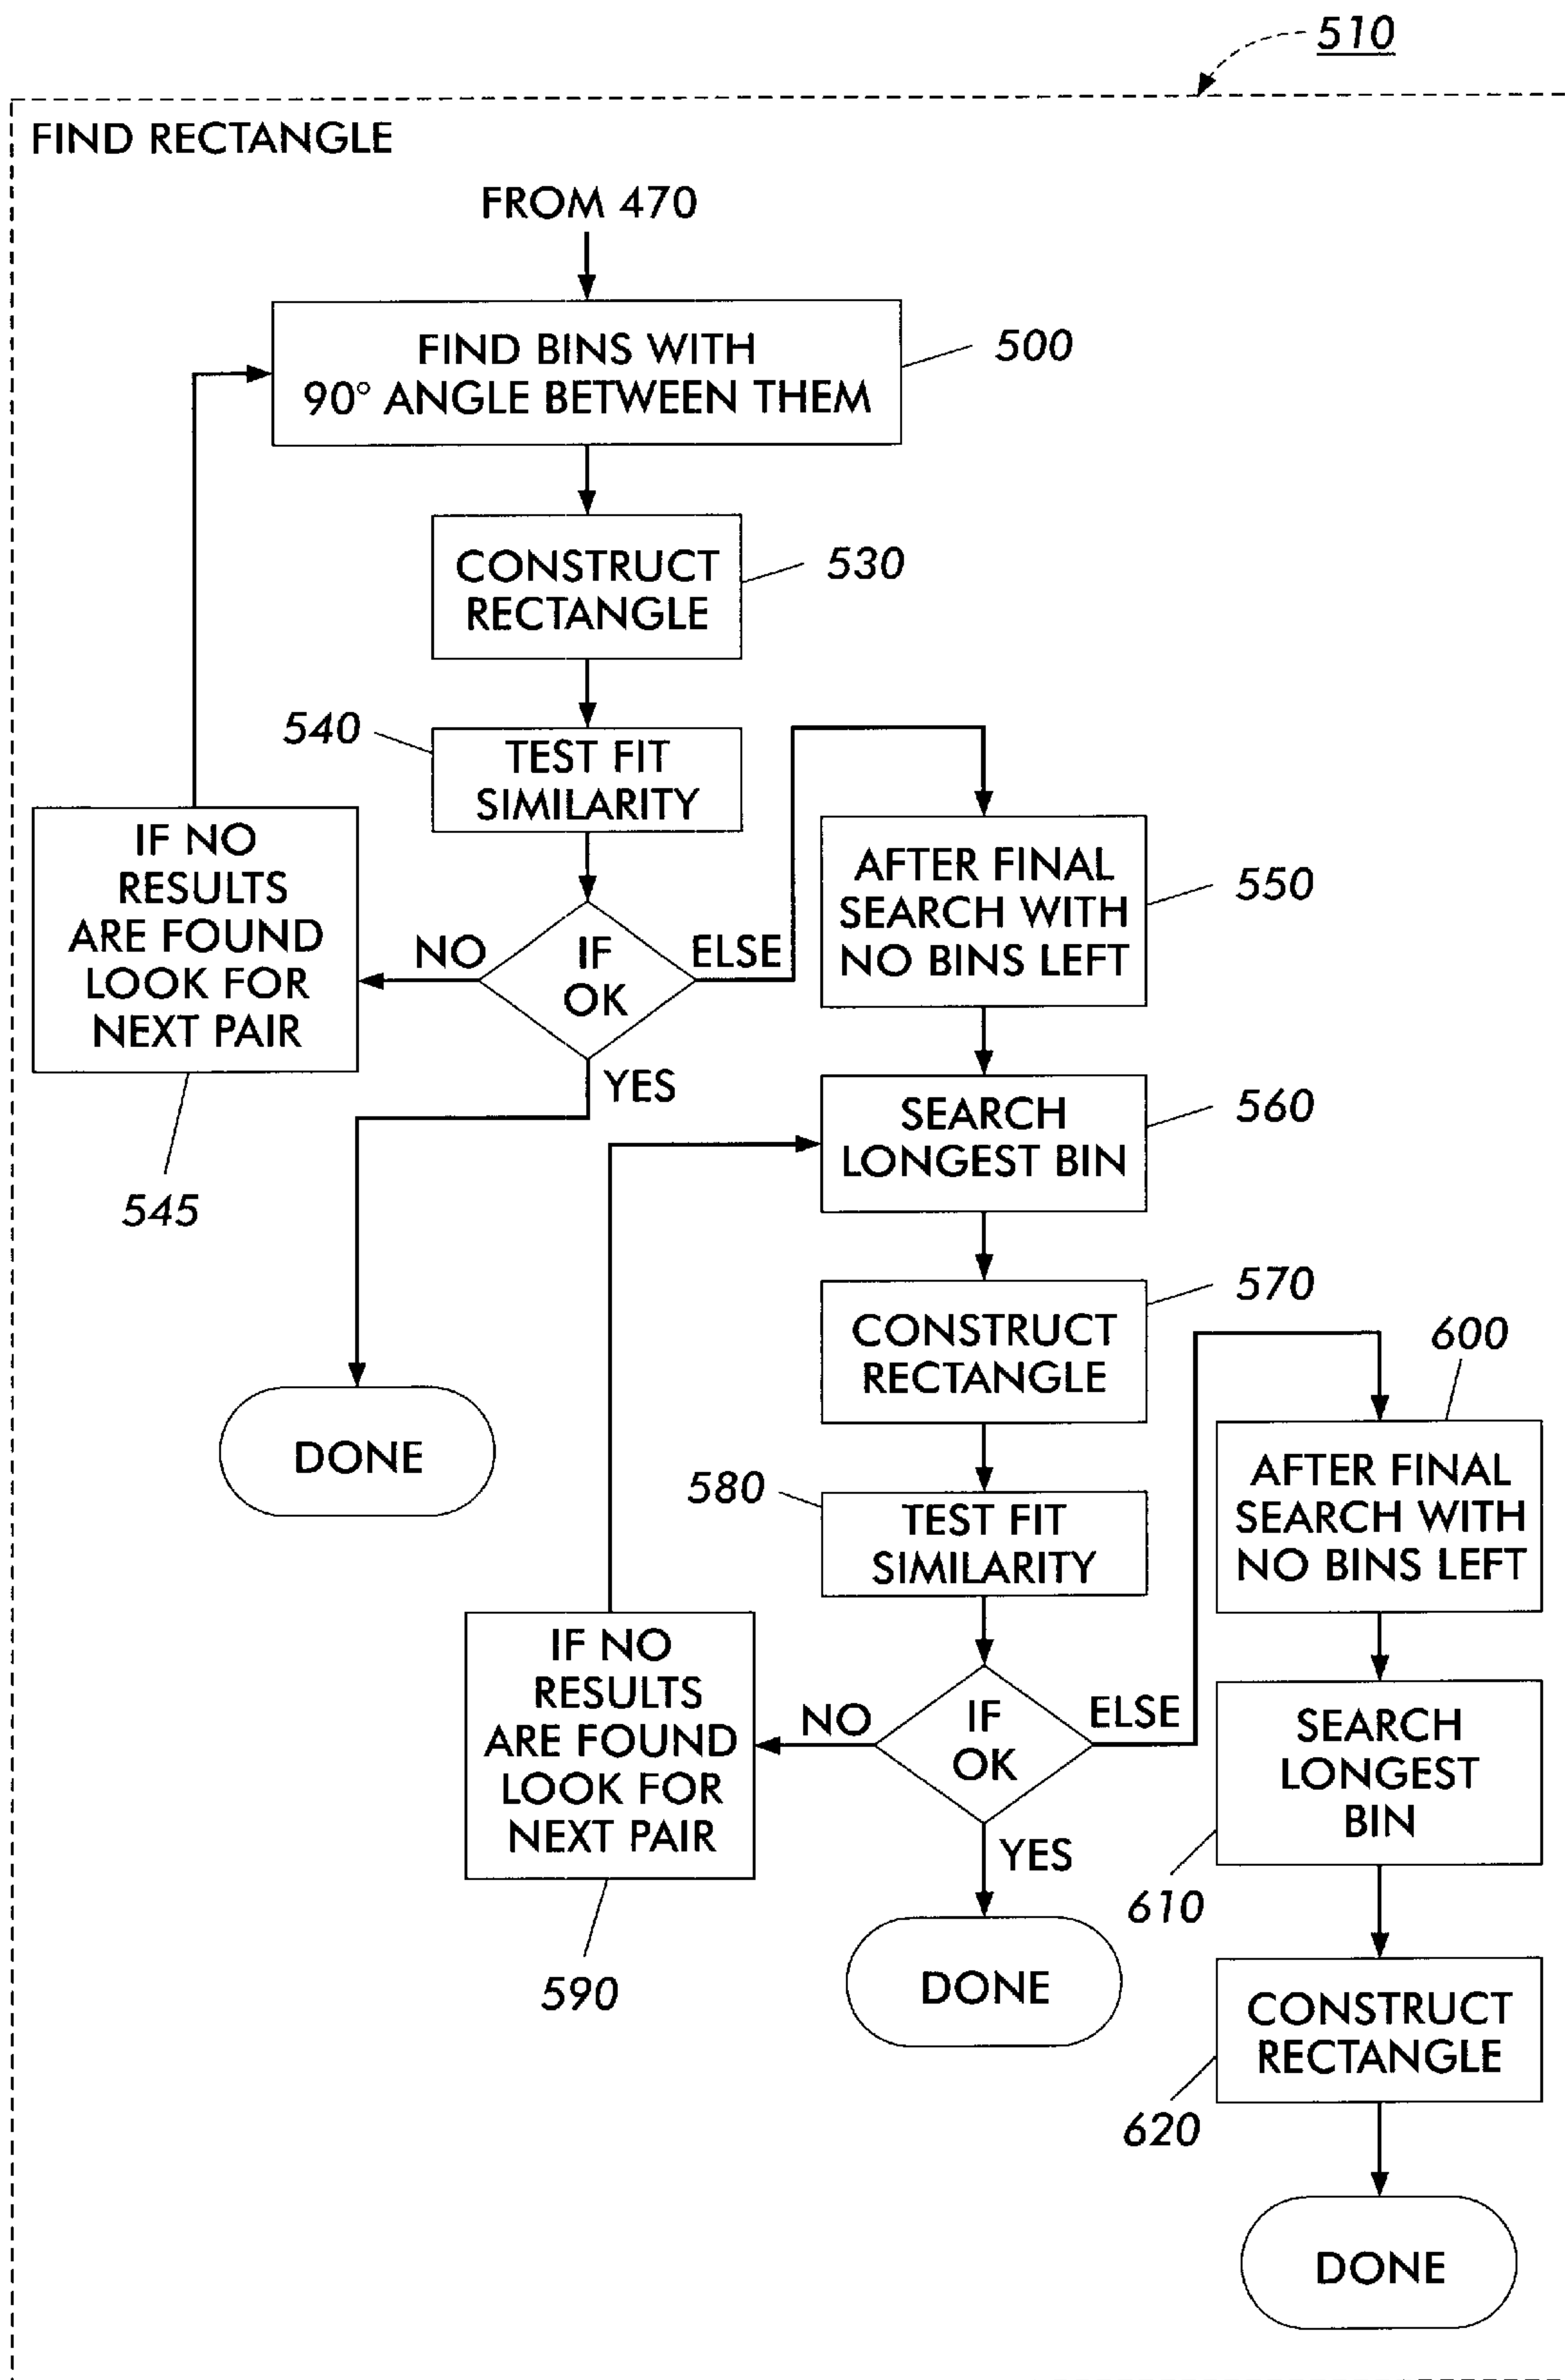 510
FIND RECTANGLE
FROM 470
FIND BINS WITH
90° ANGLE BETWEEN THEM
500
CONSTRUCT
RECTANGLE
530
540
TEST FIT
SIMILARITY
IF NO
RESULTS
ARE FOUND
LOOK FOR
NEXT PAIR
545
NO
IF
OK
ELSE
YES
DONE
AFTER FINAL
SEARCH WITH
NO BINS LEFT
550
SEARCH
LONGEST BIN
560
CONSTRUCT
RECTANGLE
570
580
TEST FIT
SIMILARITY
IF NO
RESULTS
ARE FOUND
LOOK FOR
NEXT PAIR
590
NO
IF
OK
ELSE
YES
DONE
600
AFTER FINAL
SEARCH WITH
NO BINS LEFT
SEARCH
LONGEST
BIN
610
CONSTRUCT
RECTANGLE
620
DONE